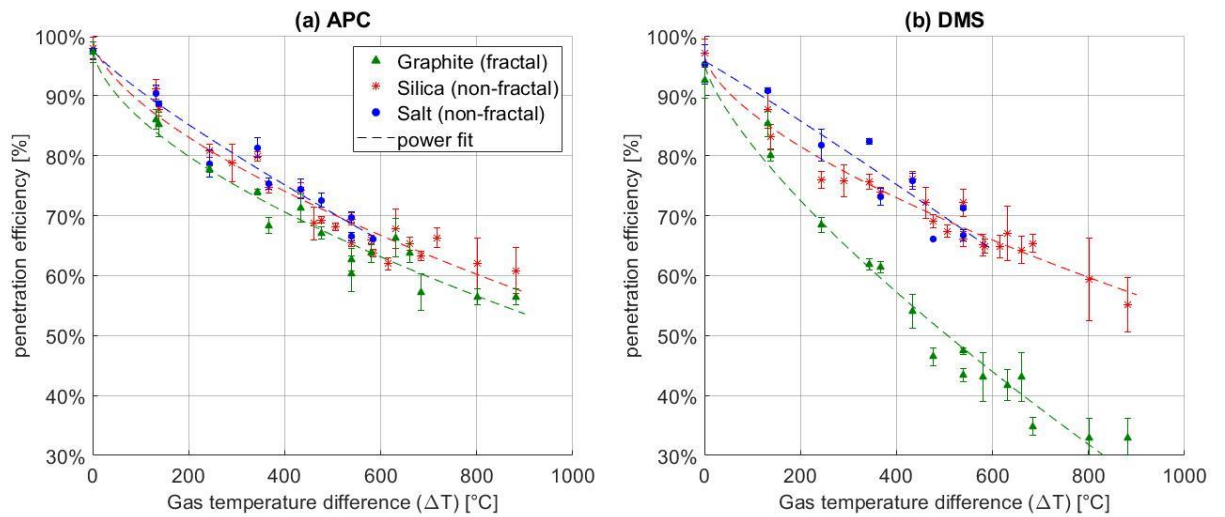 (a) APC
100%
90%
80%
70%
60%
50%
40%
30%
penetration efficiency [%]
0
200
400
600
800
1000
Gas temperature difference (ΔT) [°C]
Graphite (fractal)
Silica (non-fractal)
Salt (non-fractal)
power fit
(b) DMS
100%
90%
80%
70%
60%
50%
40%
30%
penetration efficiency [%]
0
200
400
600
800
1000
Gas temperature difference (ΔT) [°C]